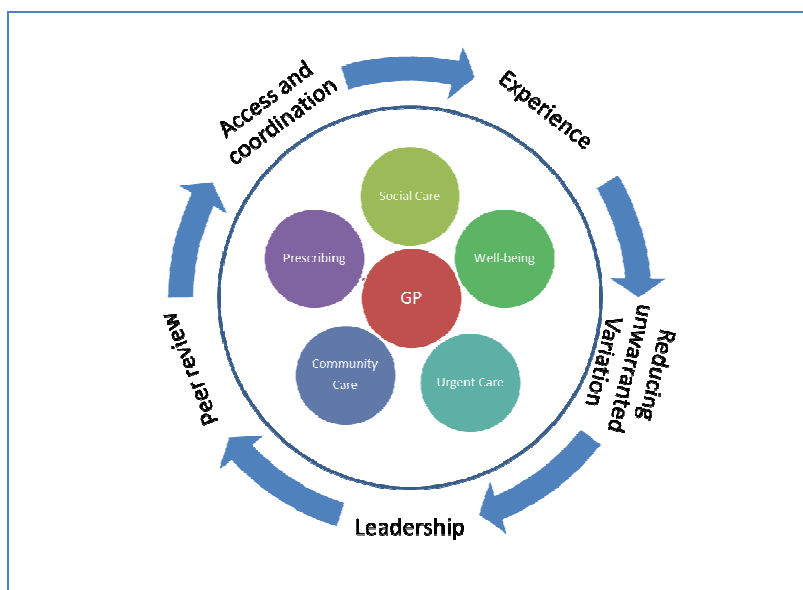 Access and
coordination
Experience
Social Care
Prescribing
Well-being
GP
Reducing
unwarranted
Variation
Community
Care
Urgent Care
Peer review
Leadership